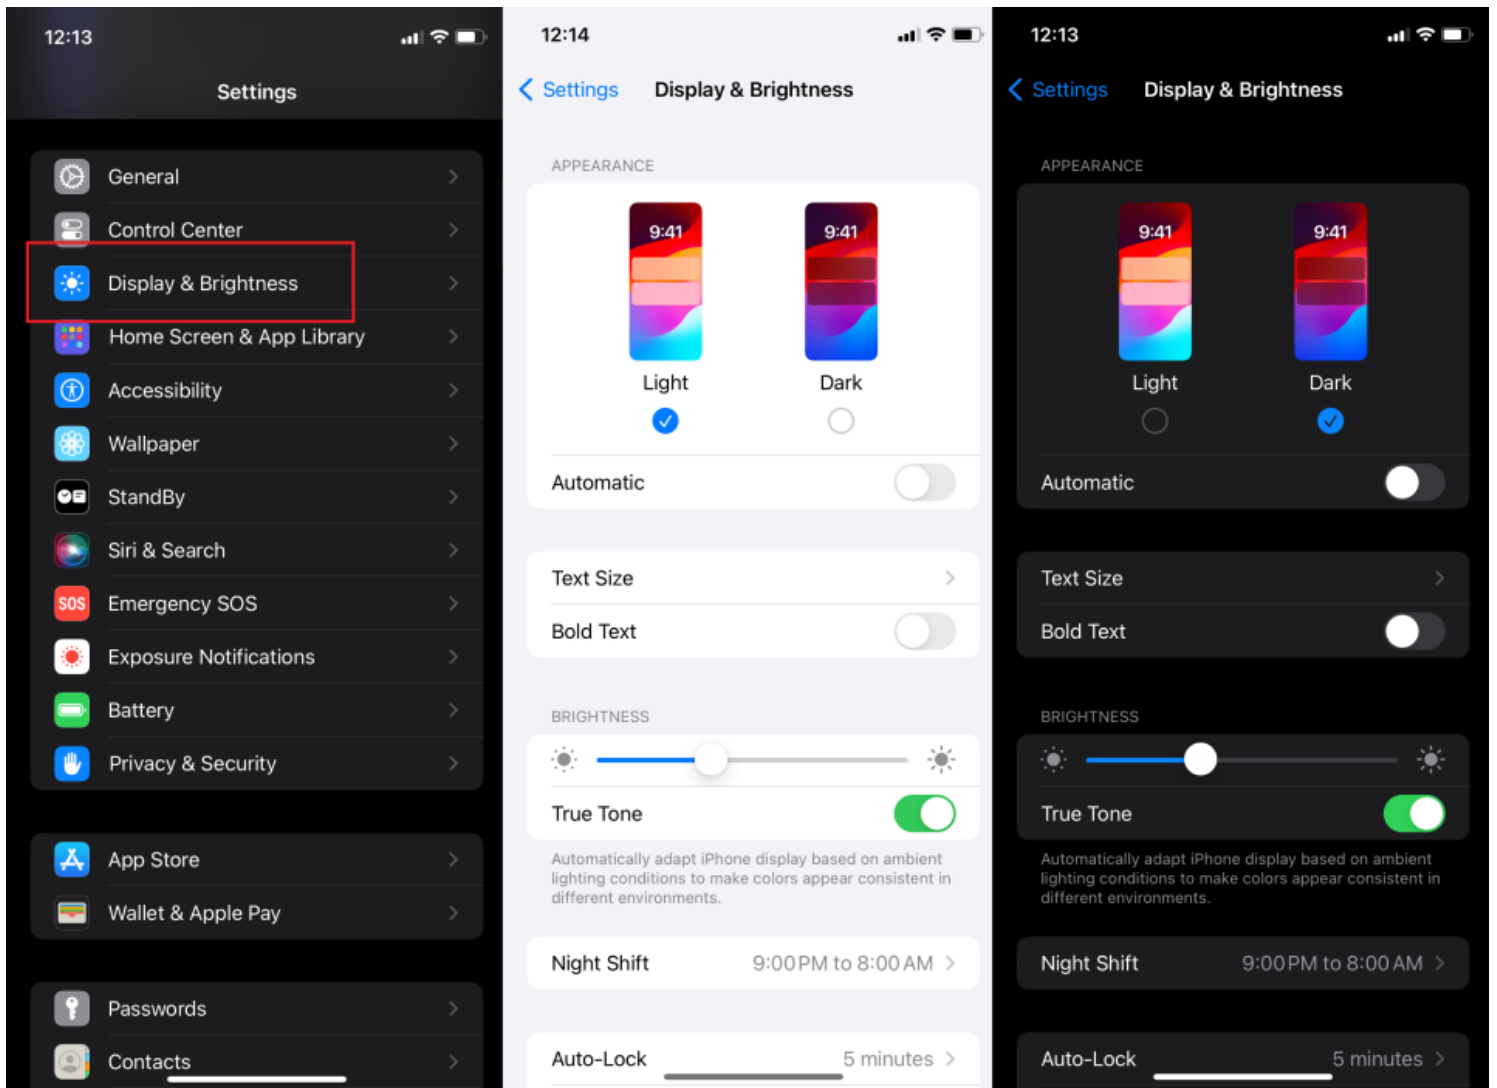 12:13
Settings
General
Control Center
Display & Brightness
Home Screen & App Library
Accessibility
Wallpaper
StandBy
Siri & Search
SOS
Emergency SOS
Exposure Notifications
Battery
Privacy & Security
App Store
Wallet & Apple Pay
Passwords
Contacts
12:14
Settings
Display & Brightness
APPEARANCE
9:41
9:41
Light
Dark
Automatic
Text Size
Bold Text
BRIGHTNESS
True Tone
Automatically adapt iPhone display based on ambient
lighting conditions to make colors appear consistent in
different environments.
Night Shift
9:00 PM to 8:00 AM
Auto-Lock
5 minutes
12:13
Settings
Display & Brightness
APPEARANCE
9:41
9:41
Light
Dark
Automatic
Text Size
Bold Text
BRIGHTNESS
True Tone
Automatically adapt iPhone display based on ambient
lighting conditions to make colors appear consistent in
different environments.
Night Shift
9:00 PM to 8:00 AM
Auto-Lock
5 minutes